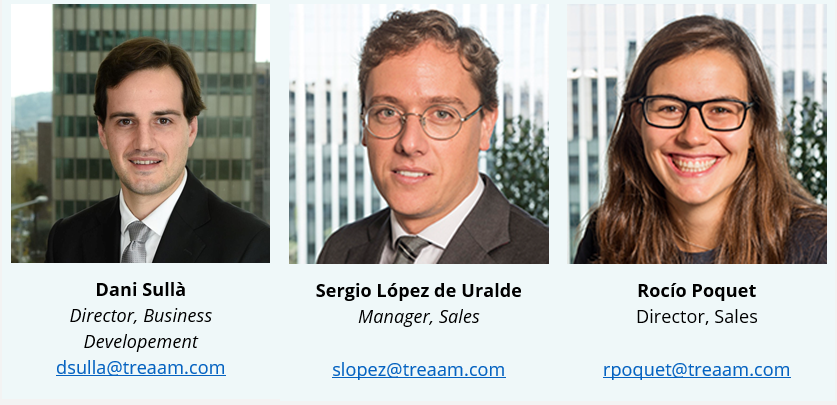 Dani Sullà
Director, Business
Developement
dsulla@treaam.com
Sergio López de Uralde
Manager, Sales
slopez@treaam.com
Rocío Poquet
Director, Sales
rpoquet@treaam.com